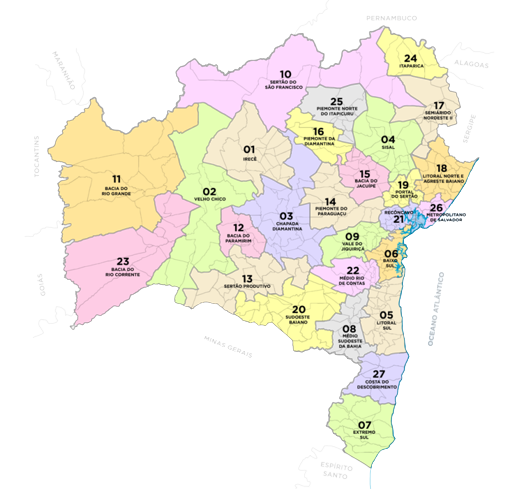 PERNAMBUCO
MARANHÃO
ALAGOAS
SERGIPE
TOCANTINS
GOIÁS
MINAS GERAIS
ESPÍRITO
SANTO
OCEANO ATLÂNTICO
24
ITAPARICA
10
SERTÃO DO
SÃO FRANCISCO
25
PIEMONTE NORTE
DO ITAPICURU
17
SEMIÁRIDO
NORDESTE II
16
PIEMONTE DA
DIAMANTINA
04
SISAL
01
IRECÊ
11
BACIA DO
RIO GRANDE
02
VELHO CHICO
15
BACIA DO
JACUIPE
18
LITORAL NORTE E
AGRESTE BAIANO
19
PORTAL
DO SERTÃO
14
PIEMONTE DO
PARAGUAÇU
03
CHAPADA
DIAMANTINA
RECÔNCAVO
21
26
METROPOLITANO
DE SALVADOR
12
BACIA DO
PARAMIRIM
09
VALE DO
JIQUIRIÇÁ
06
BAIXO
SUL
23
BACIA DO
RIO CORRENTE
13
SERTÃO PRODUTIVO
22
MÉDIO RIO
DE CONTAS
20
SUDOESTE
BAIANO
08
MÉDIO
SUDOESTE
DA BAHIA
05
LITORAL
SUL
27
COSTA DO
DESCOBRIMENTO
07
EXTREMO
SUL